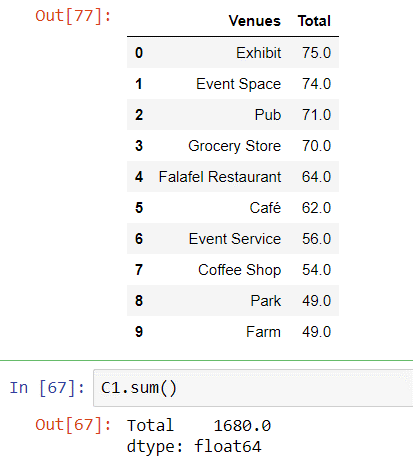 Out[77]:
Venues Total
0 Exhibit 75.0
1 Event Space 74.0
2 Pub 71.0
3 Grocery Store 70.0
4 Falafel Restaurant 64.0
5 Café 62.0
6 Event Service 56.0
7 Coffee Shop 54.0
8 Park 49.0
9 Farm 49.0
In [67]: C1.sum()
Out[67]: Total 1680.0
dtype: float64